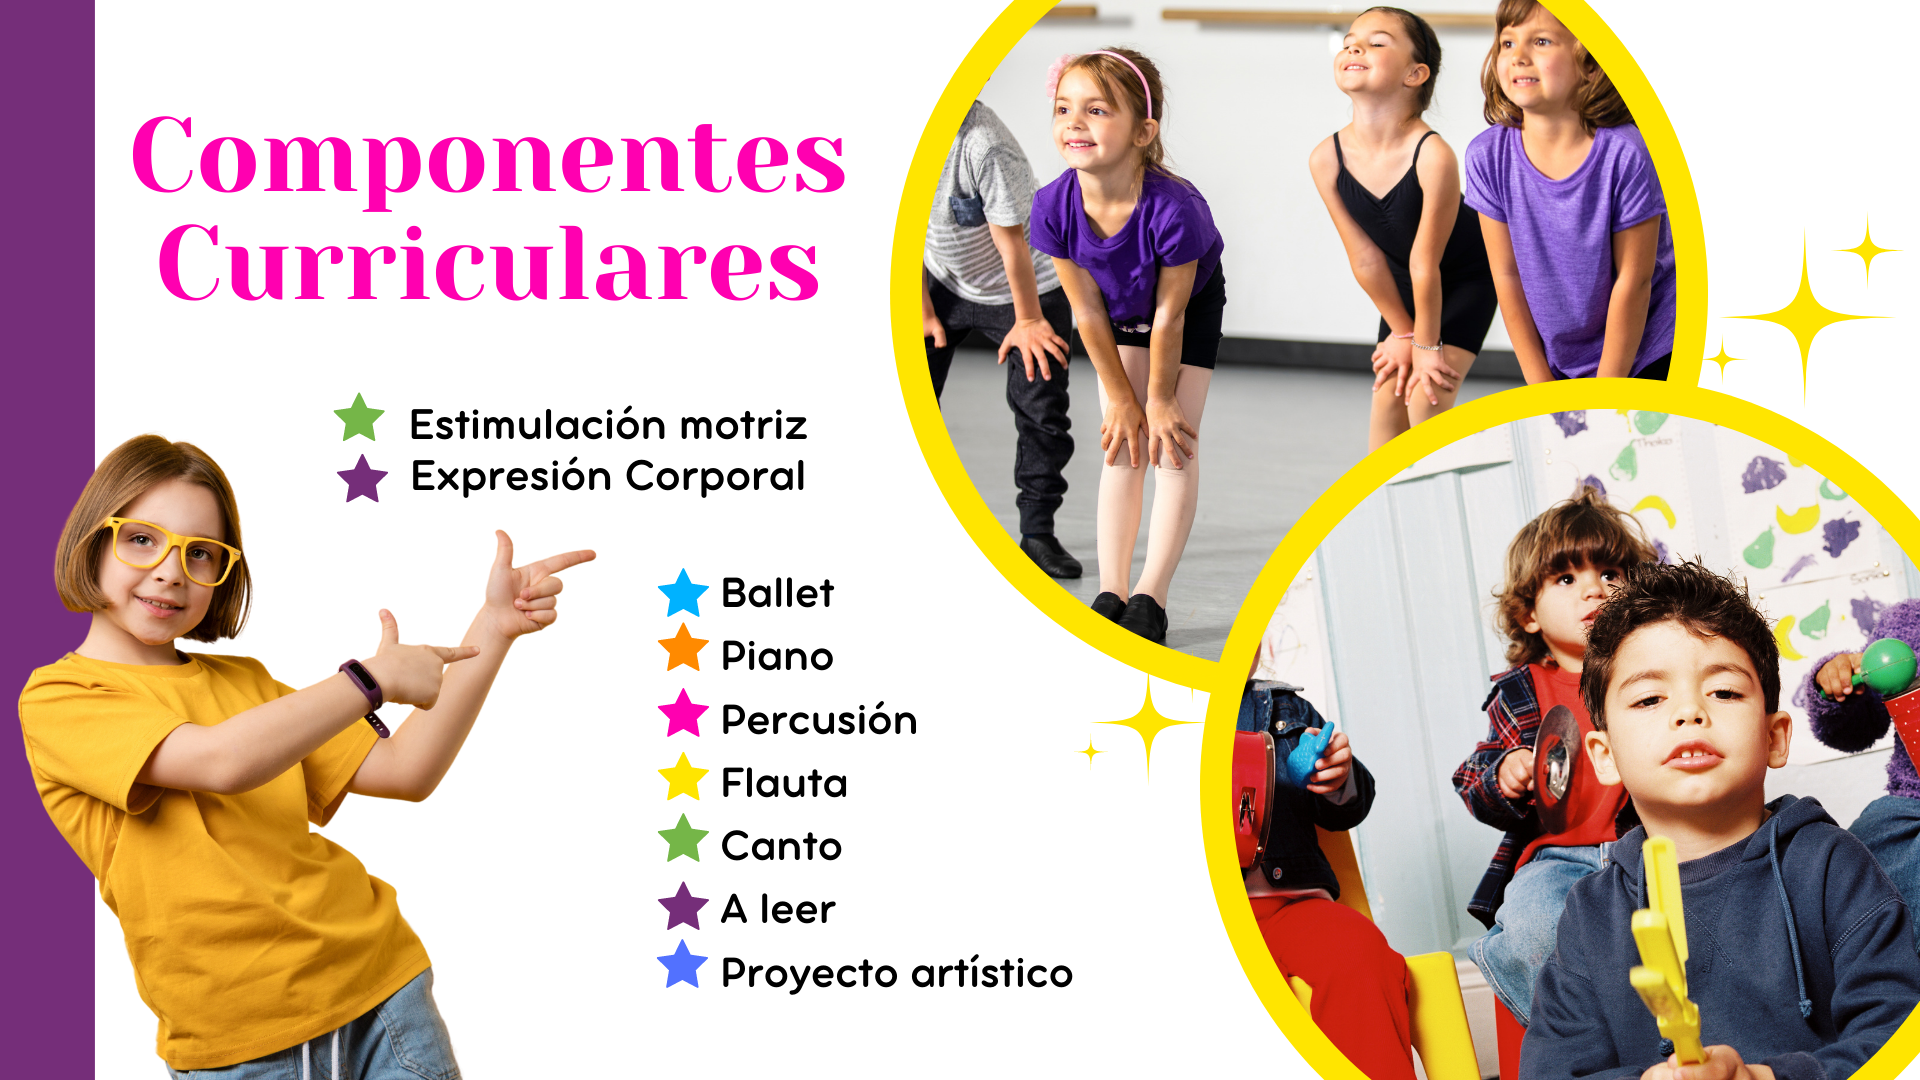 Componentes
Curriculares
Estimulación motriz
Expresión Corporal
Ballet
Piano
Percusión
Flauta
Canto
A leer
Proyecto artístico